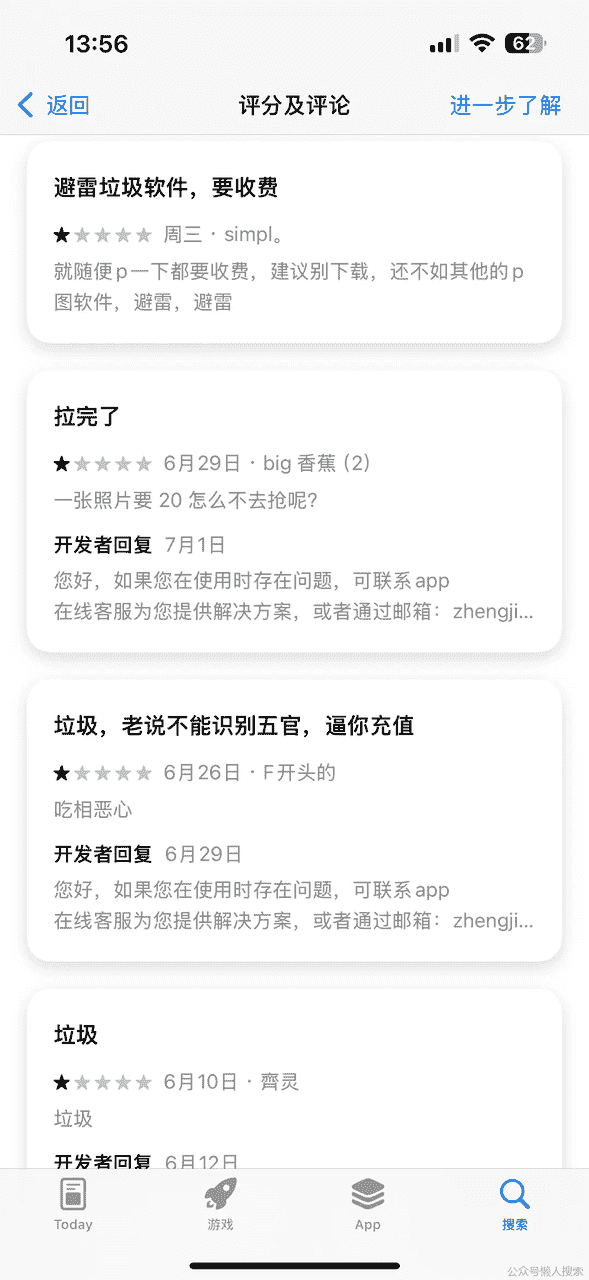 13:56
62
返回
评分及评论
进一步了解
避雷垃圾软件，要收费
周三 · simpl。
就随便p一下都要收费，建议别下载，还不如其他的p
图软件，避雷，避雷
拉完了
6月29日 · big 香蕉（2）
一张照片要 20 怎么不去抢呢？
开发者回复 7月1日
您好，如果您在使用时存在问题，可联系app
在线客服为您提供解决方案，或者通过邮箱：zhengji...
垃圾，老说不能识别五官，逼你充值
6月26日 · F开头的
吃相恶心
开发者回复 6月29日
您好，如果您在使用时存在问题，可联系app
在线客服为您提供解决方案，或者通过邮箱：zhengji...
垃圾
6月10日 · 齊灵
垃圾
开发者回复 6月12日
Today
游戏
App
搜索
公众号懒人搜索